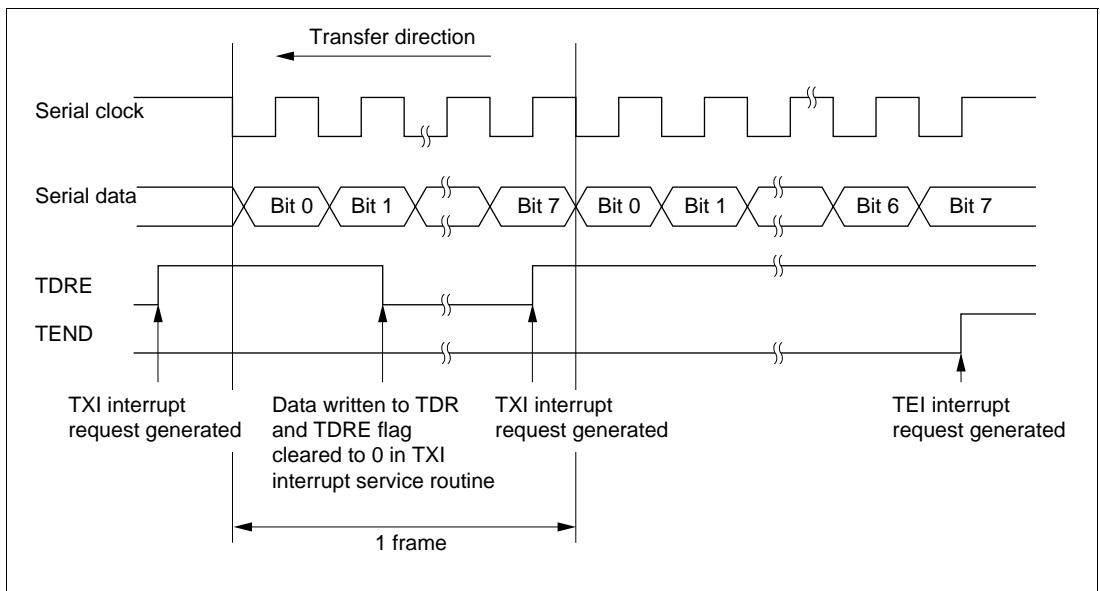 Transfer direction
Serial clock
Serial data
Bit 0
Bit 1
Bit 7
Bit 0
Bit 1
Bit 6
Bit 7
TDRE
TEND
TXI interrupt
request generated
Data written to TDR
and TDRE flag
cleared to 0 in TXI
interrupt service routine
TXI interrupt
request generated
TEI interrupt
request generated
1 frame